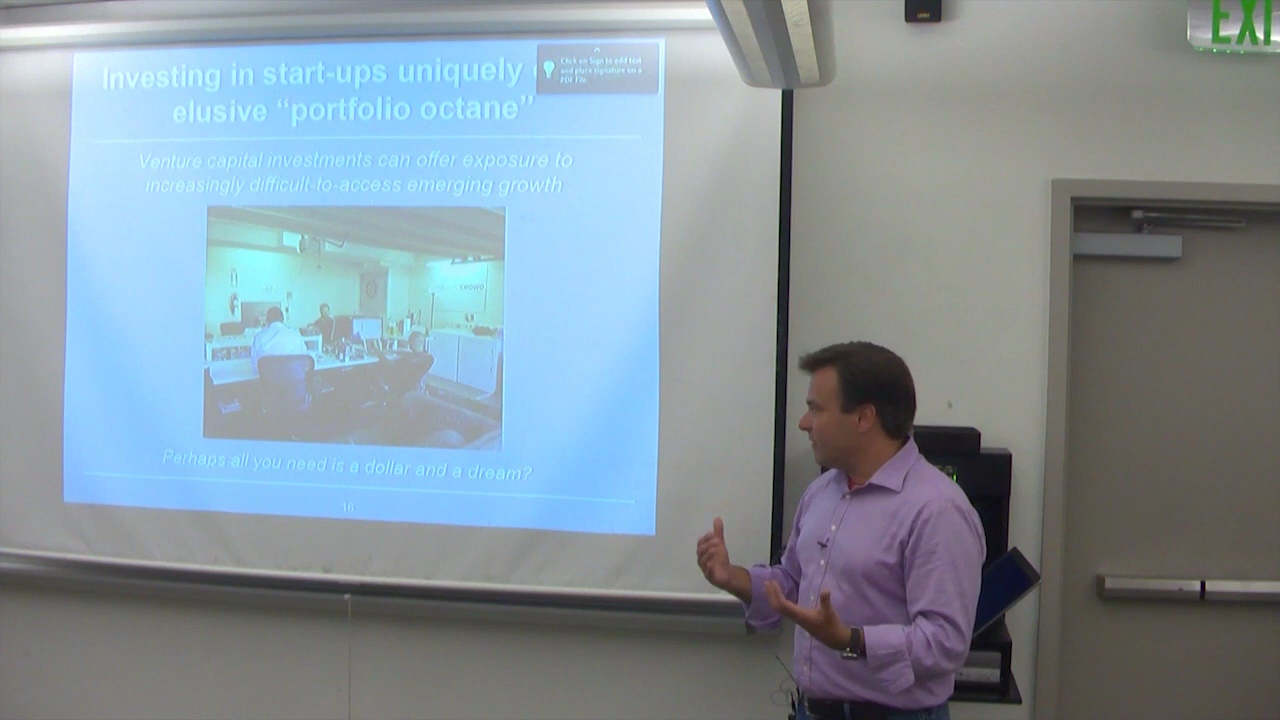 Investing in start-ups uniquely
elusive “portfolio octane”
Click on Sign to add text
and place signature on a
PDF File.
Venture capital investments can offer exposure to
increasingly difficult-to-access emerging growth
CROWD
Perhaps all you need is a dollar and a dream?
16
EXI